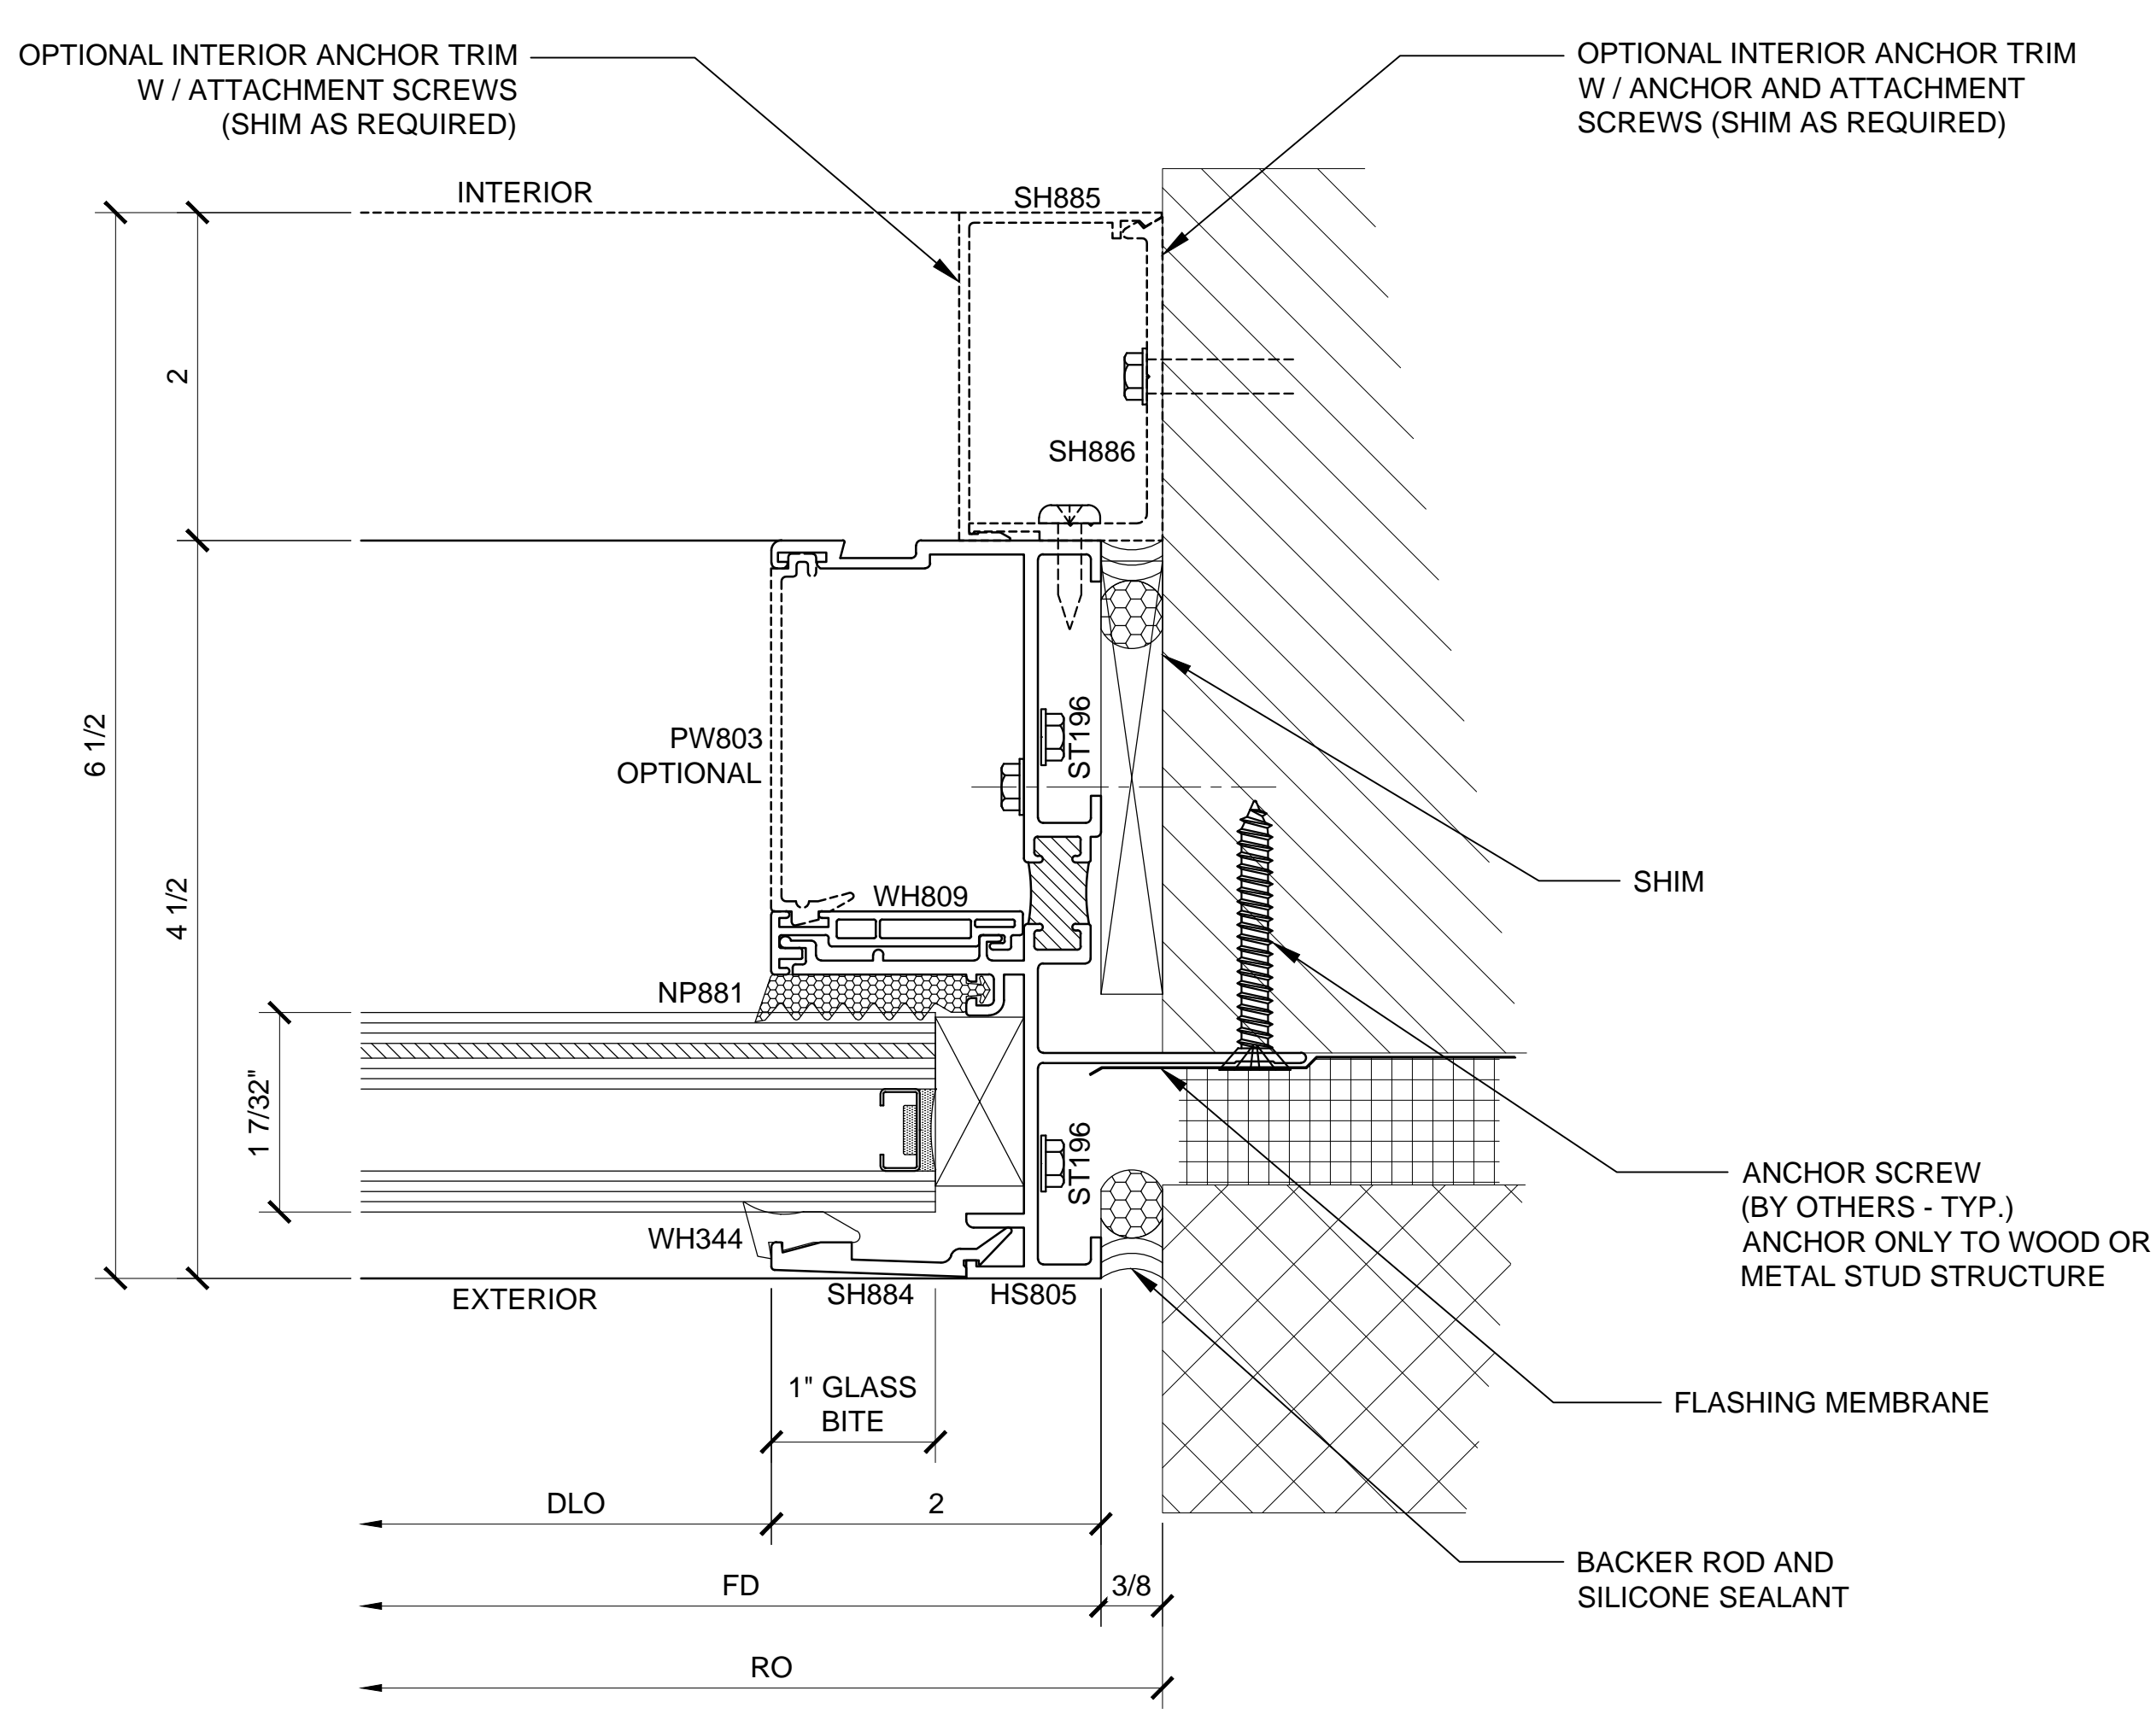 OPTIONAL INTERIOR ANCHOR TRIM
W / ATTACHMENT SCREWS
(SHIM AS REQUIRED)
OPTIONAL INTERIOR ANCHOR TRIM
W / ANCHOR AND ATTACHMENT
SCREWS (SHIM AS REQUIRED)
INTERIOR
SH885
2
SH886
6 1/2
PW803
OPTIONAL
ST196
4 1/2
WH809
SHIM
NP881
1 7/32"
ST196
ANCHOR SCREW
(BY OTHERS - TYP.)
ANCHOR ONLY TO WOOD OR
METAL STUD STRUCTURE
WH344
EXTERIOR
SH884
HS805
1" GLASS
BITE
FLASHING MEMBRANE
DLO
2
FD
3/8
BACKER ROD AND
SILICONE SEALANT
RO